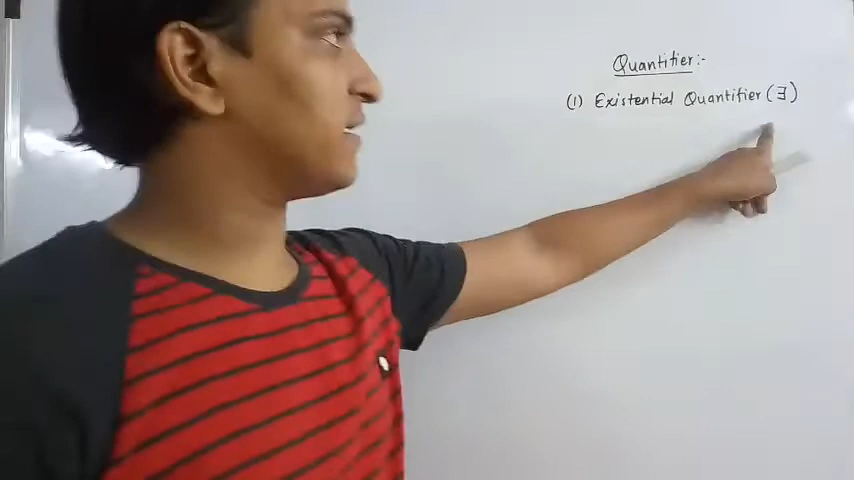 Quantifier:-
(1) Existential Quantifier (∃)